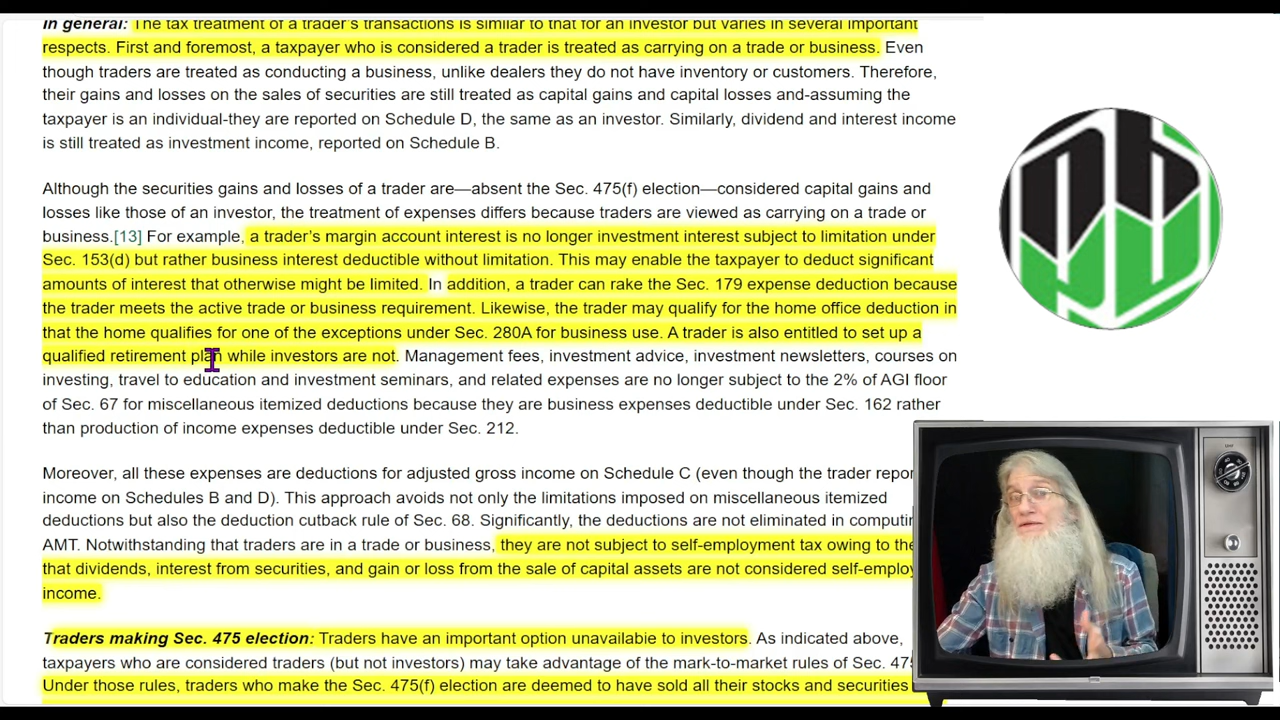 In general: The tax treatment of a trader's transactions is similar to that for an investor but varies in several important
respects. First and foremost, a taxpayer who is considered a trader is treated as carrying on a trade or business. Even
though traders are treated as conducting a business, unlike dealers they do not have inventory or customers. Therefore,
their gains and losses on the sales of securities are still treated as capital gains and capital losses and-assuming the
taxpayer is an individual-they are reported on Schedule D, the same as an investor. Similarly, dividend and interest income
is still treated as investment income, reported on Schedule B.
Although the securities gains and losses of a trader are—absent the Sec. 475(f) election—considered capital gains and
losses like those of an investor, the treatment of expenses differs because traders are viewed as carrying on a trade or
business.[13] For example, a trader's margin account interest is no longer investment interest subject to limitation under
Sec. 153(d) but rather business interest deductible without limitation. This may enable the taxpayer to deduct significant
amounts of interest that otherwise might be limited. In addition, a trader can rake the Sec. 179 expense deduction because
the trader meets the active trade or business requirement. Likewise, the trader may qualify for the home office deduction in
that the home qualifies for one of the exceptions under Sec. 280A for business use. A trader is also entitled to set up a
qualified retirement plan while investors are not. Management fees, investment advice, investment newsletters, courses on
investing, travel to education and investment seminars, and related expenses are no longer subject to the 2% of AGI floor
of Sec. 67 for miscellaneous itemized deductions because they are business expenses deductible under Sec. 162 rather
than production of income expenses deductible under Sec. 212.
Moreover, all these expenses are deductions for adjusted gross income on Schedule C (even though the trader repor
income on Schedules B and D). This approach avoids not only the limitations imposed on miscellaneous itemized
deductions but also the deduction cutback rule of Sec. 68. Significantly, the deductions are not eliminated in computin
AMT. Notwithstanding that traders are in a trade or business, they are not subject to self-employment tax owing to the
that dividends, interest from securities, and gain or loss from the sale of capital assets are not considered self-employ
income.
Traders making Sec. 475 election: Traders have an important option unavailable to investors. As indicated above,
taxpayers who are considered traders (but not investors) may take advantage of the mark-to-market rules of Sec. 475
Under those rules, traders who make the Sec. 475(f) election are deemed to have sold all their stocks and securities